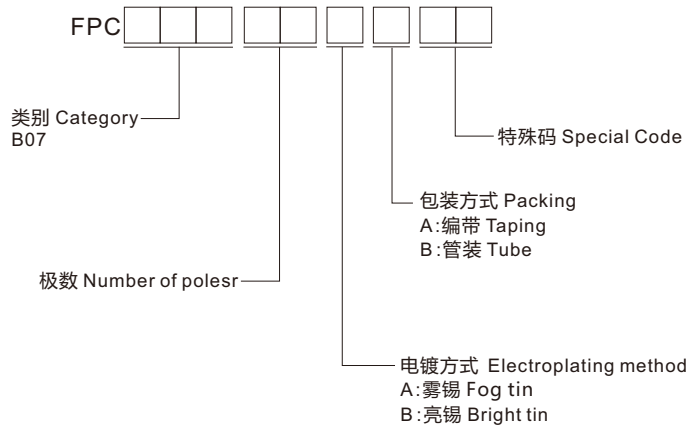 FPC
类别 Category
B07
特殊码 Special Code
包装方式 Packing
A:编带 Taping
B:管装 Tube
极数 Number of polesr
电镀方式 Electroplating method
A:雾锡 Fog tin
B:亮锡 Bright tin